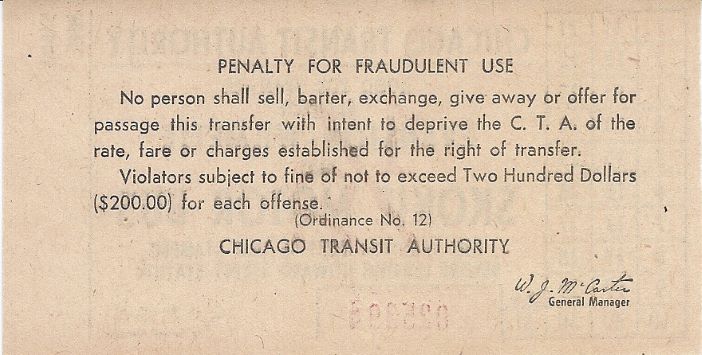 PENALTY FOR FRAUDULENT USE
No person shall sell, barter, exchange, give away or offer for
passage this transfer with intent to deprive the C. T. A. of the
rate, fare or charges established for the right of transfer.
Violators subject to fine of not to exceed Two Hundred Dollars
($200.00) for each offense.
(Ordinance No. 12)
CHICAGO TRANSIT AUTHORITY
W. J. McCarter
General Manager